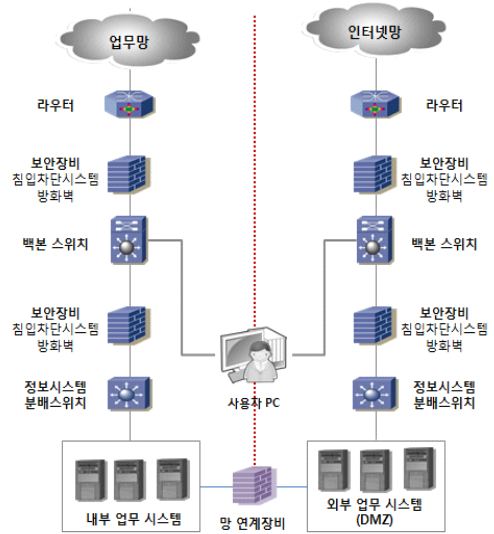 업무망
인터넷망
라우터
라우터
보안장비
침입차단시스템
방화벽
보안장비
침입차단시스템
방화벽
백본 스위치
백본 스위치
보안장비
침입차단시스템
방화벽
보안장비
침입차단시스템
방화벽
정보시스템
분배스위치
사용자 PC
정보시스템
분배스위치
내부 업무 시스템
망 연계장비
외부 업무 시스템
(DMZ)